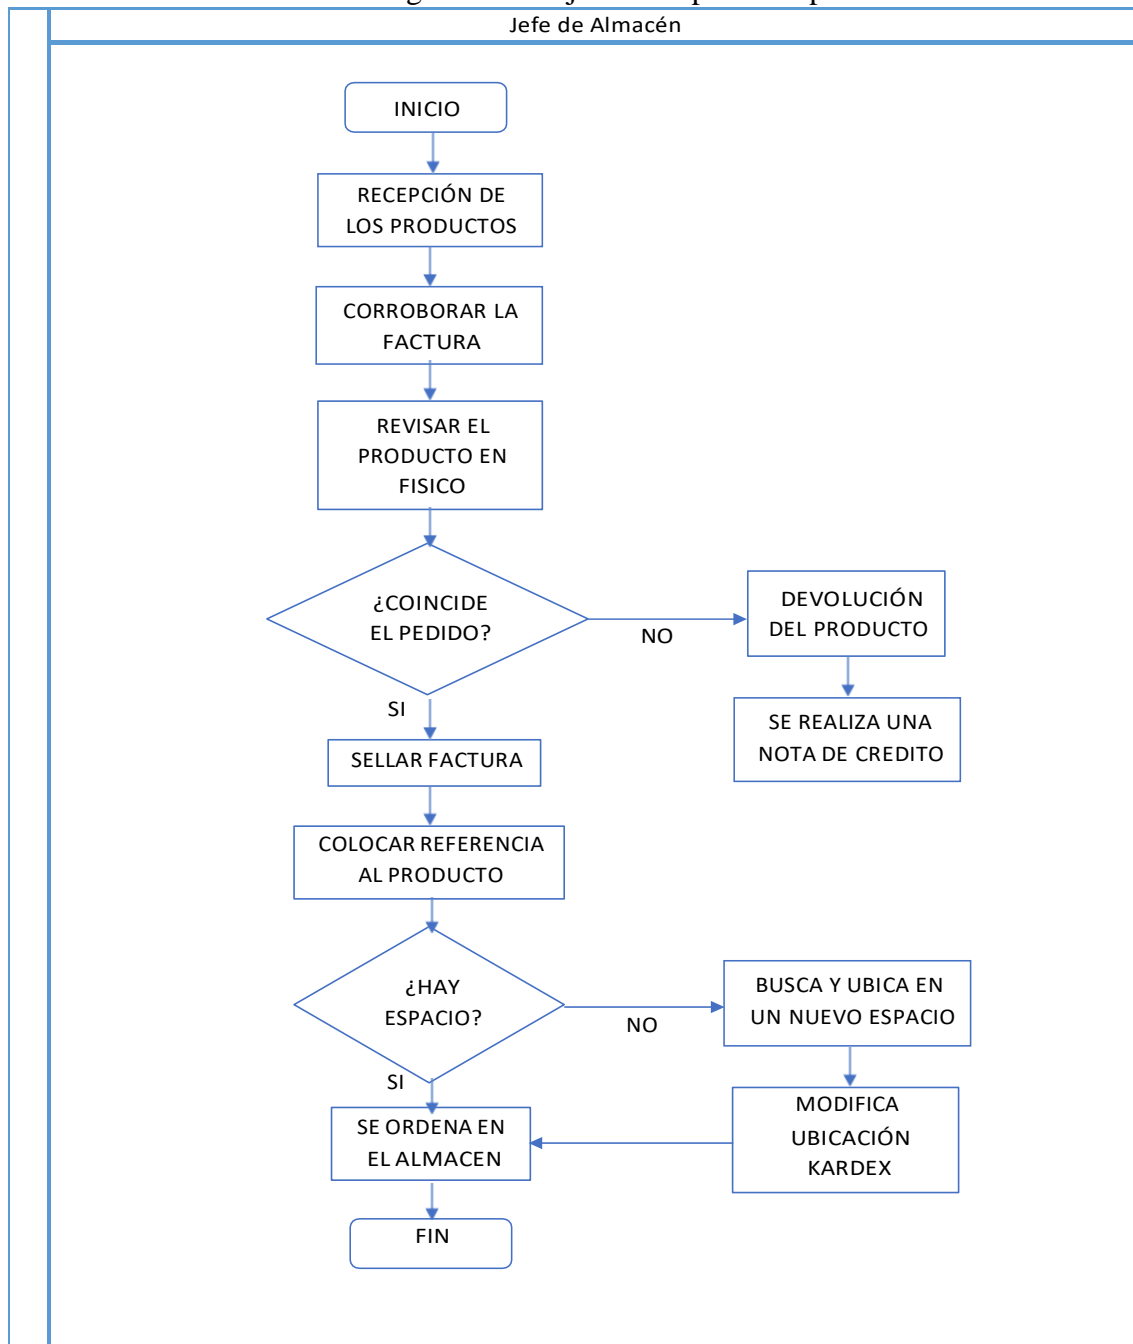 Jefe de Almacén
INICIO
RECEPCIÓN DE
LOS PRODUCTOS
CORROBORAR LA
FACTURA
REVISAR EL
PRODUCTO EN
FISICO
¿COINCIDE
EL PEDIDO?
NO
DEVOLUCIÓN
DEL PRODUCTO
SE REALIZA UNA
NOTA DE CREDITO
SI
SELLAR FACTURA
COLOCAR REFERENCIA
AL PRODUCTO
¿HAY
ESPACIO?
NO
BUSCA Y UBICA EN
UN NUEVO ESPACIO
MODIFICA
UBICACIÓN
KARDEX
SI
SE ORDENA EN
EL ALMACEN
FIN